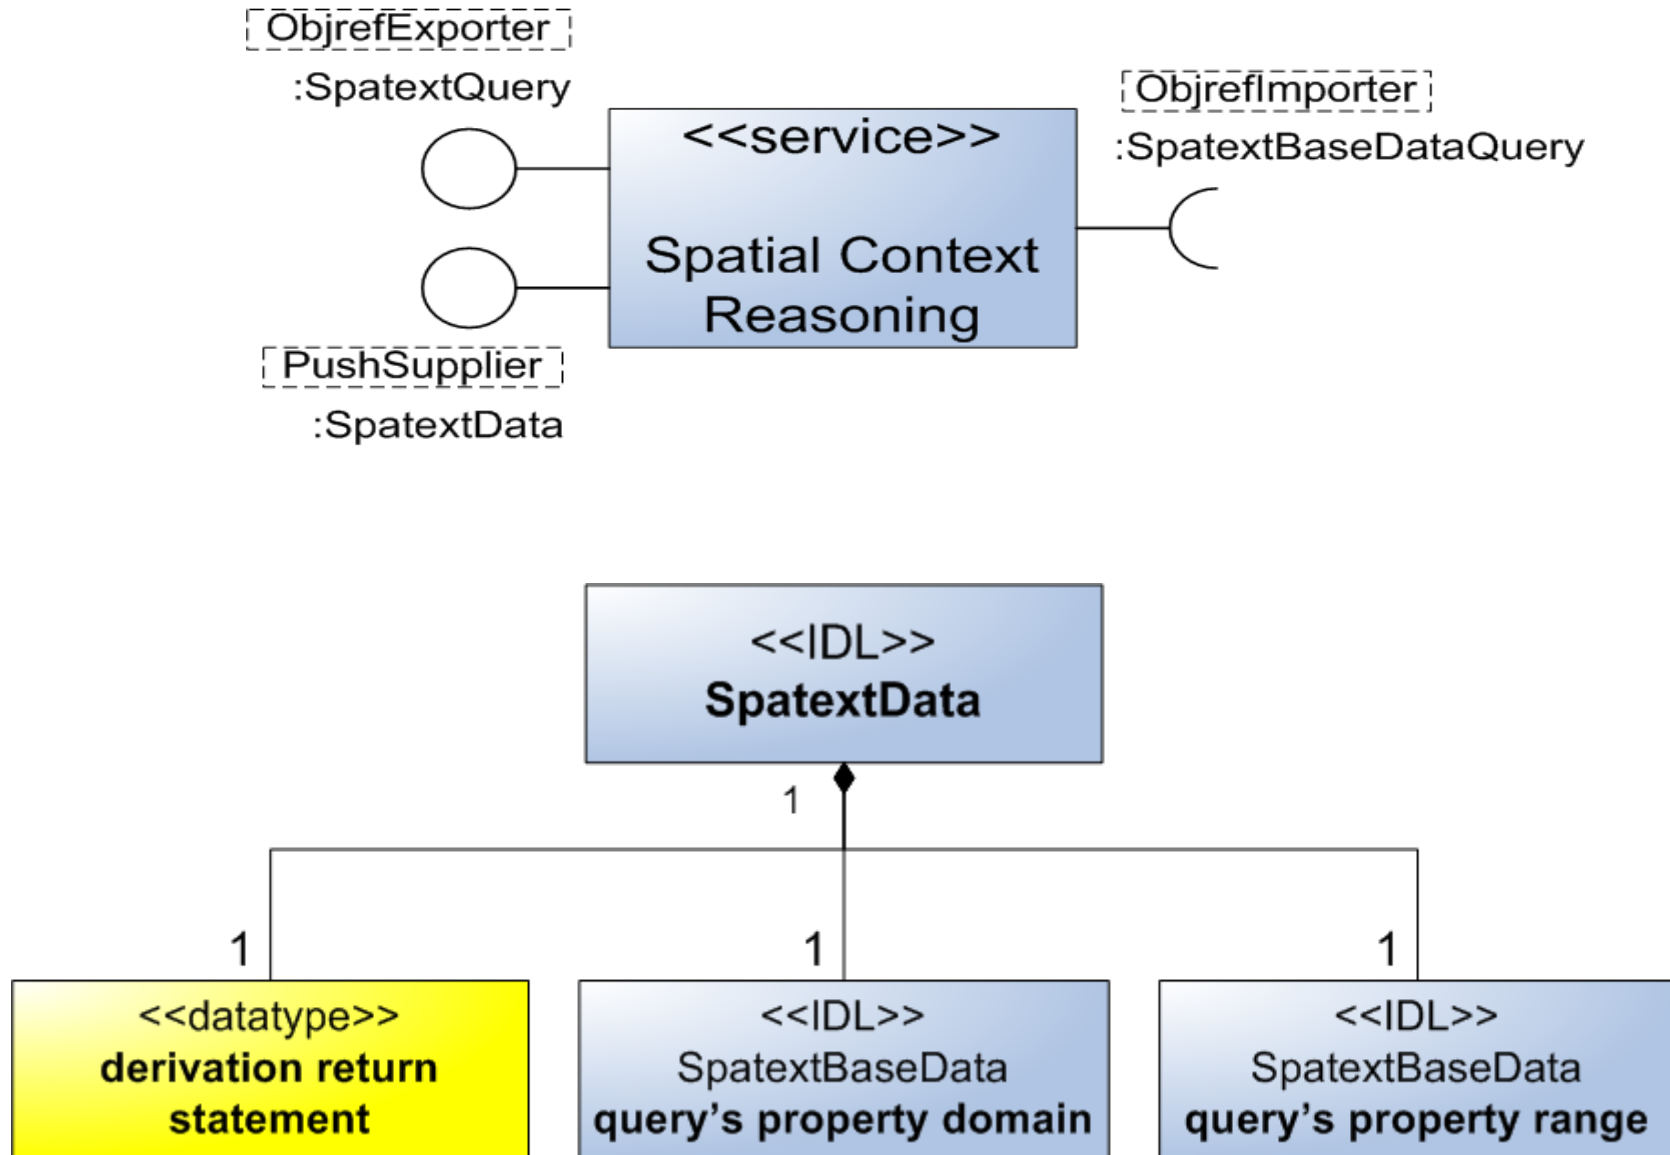 ObjrefExporter
:SpatextQuery
ObjrefImporter
:SpatextBaseDataQuery
<<service>>
Spatial Context
Reasoning
PushSupplier
:SpatextData
<<IDL>>
SpatextData
1
1
1
1
<<datatype>>
derivation return
statement
<<IDL>>
SpatextBaseData
query's property domain
<<IDL>>
SpatextBaseData
query's property range